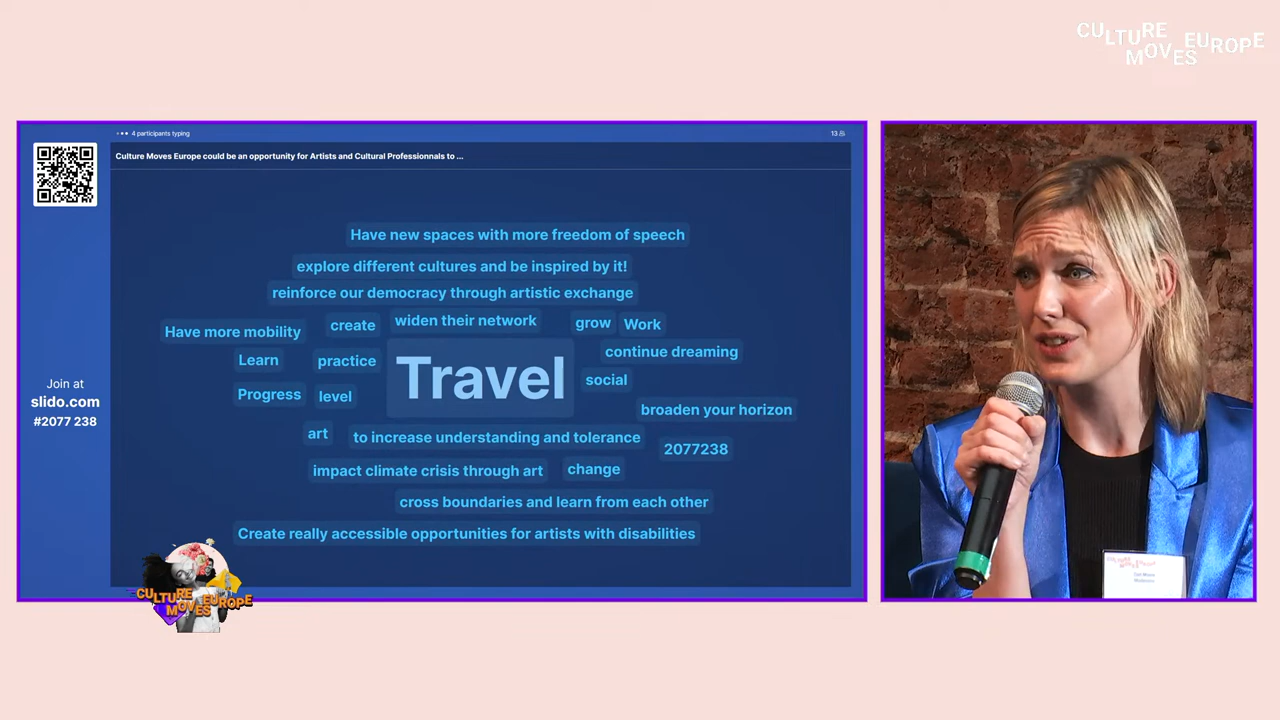 CULTURE
MOVES EUROPE
4 participants typing
13
Culture Moves Europe could be an opportunity for Artists and Cultural Professionnals to ...
Have new spaces with more freedom of speech
explore different cultures and be inspired by it!
reinforce our democracy through artistic exchange
Have more mobility create widen their network grow Work
Learn practice Travel continue dreaming
Progress level social
broaden your horizon
art to increase understanding and tolerance 2077238
impact climate crisis through art change
cross boundaries and learn from each other
Create really accessible opportunities for artists with disabilities
Join at
slido.com
#2077 238
CULTURE
MOVES EUROPE